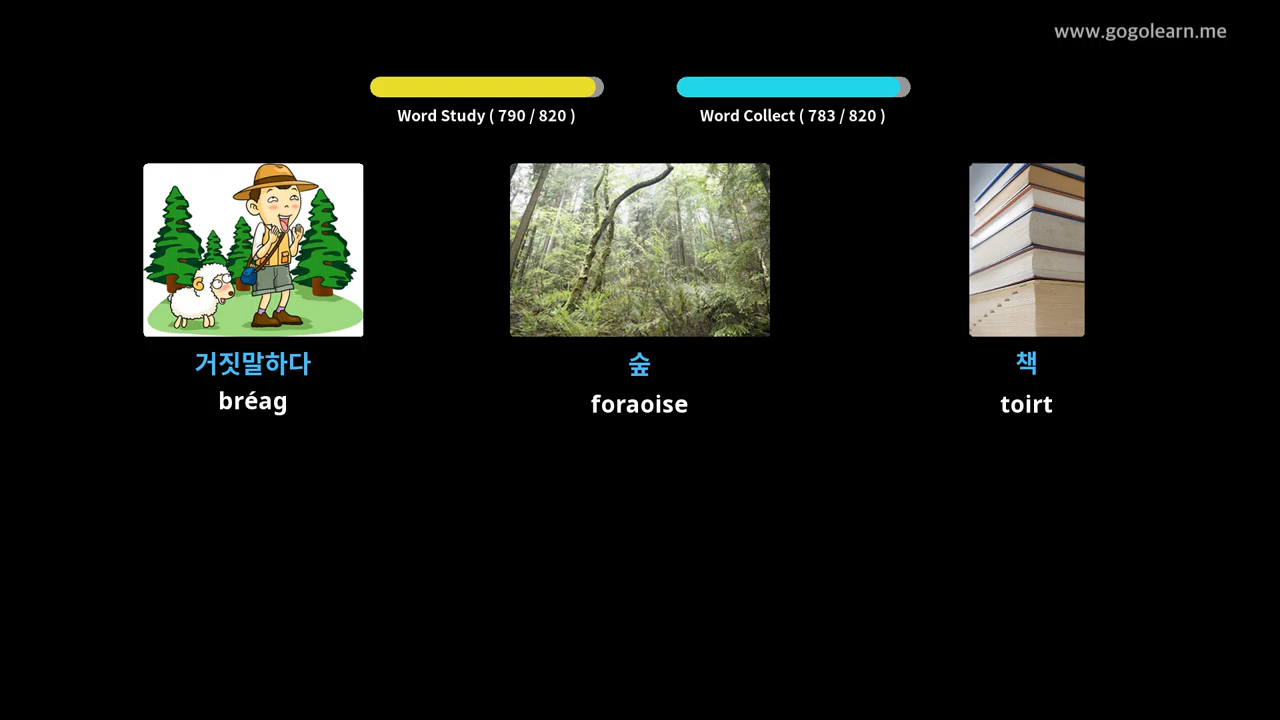 www.gogolearn.me
Word Study ( 790 / 820 )
Word Collect ( 783 / 820 )
거짓말하다
bréag
숲
foraoise
책
toirt